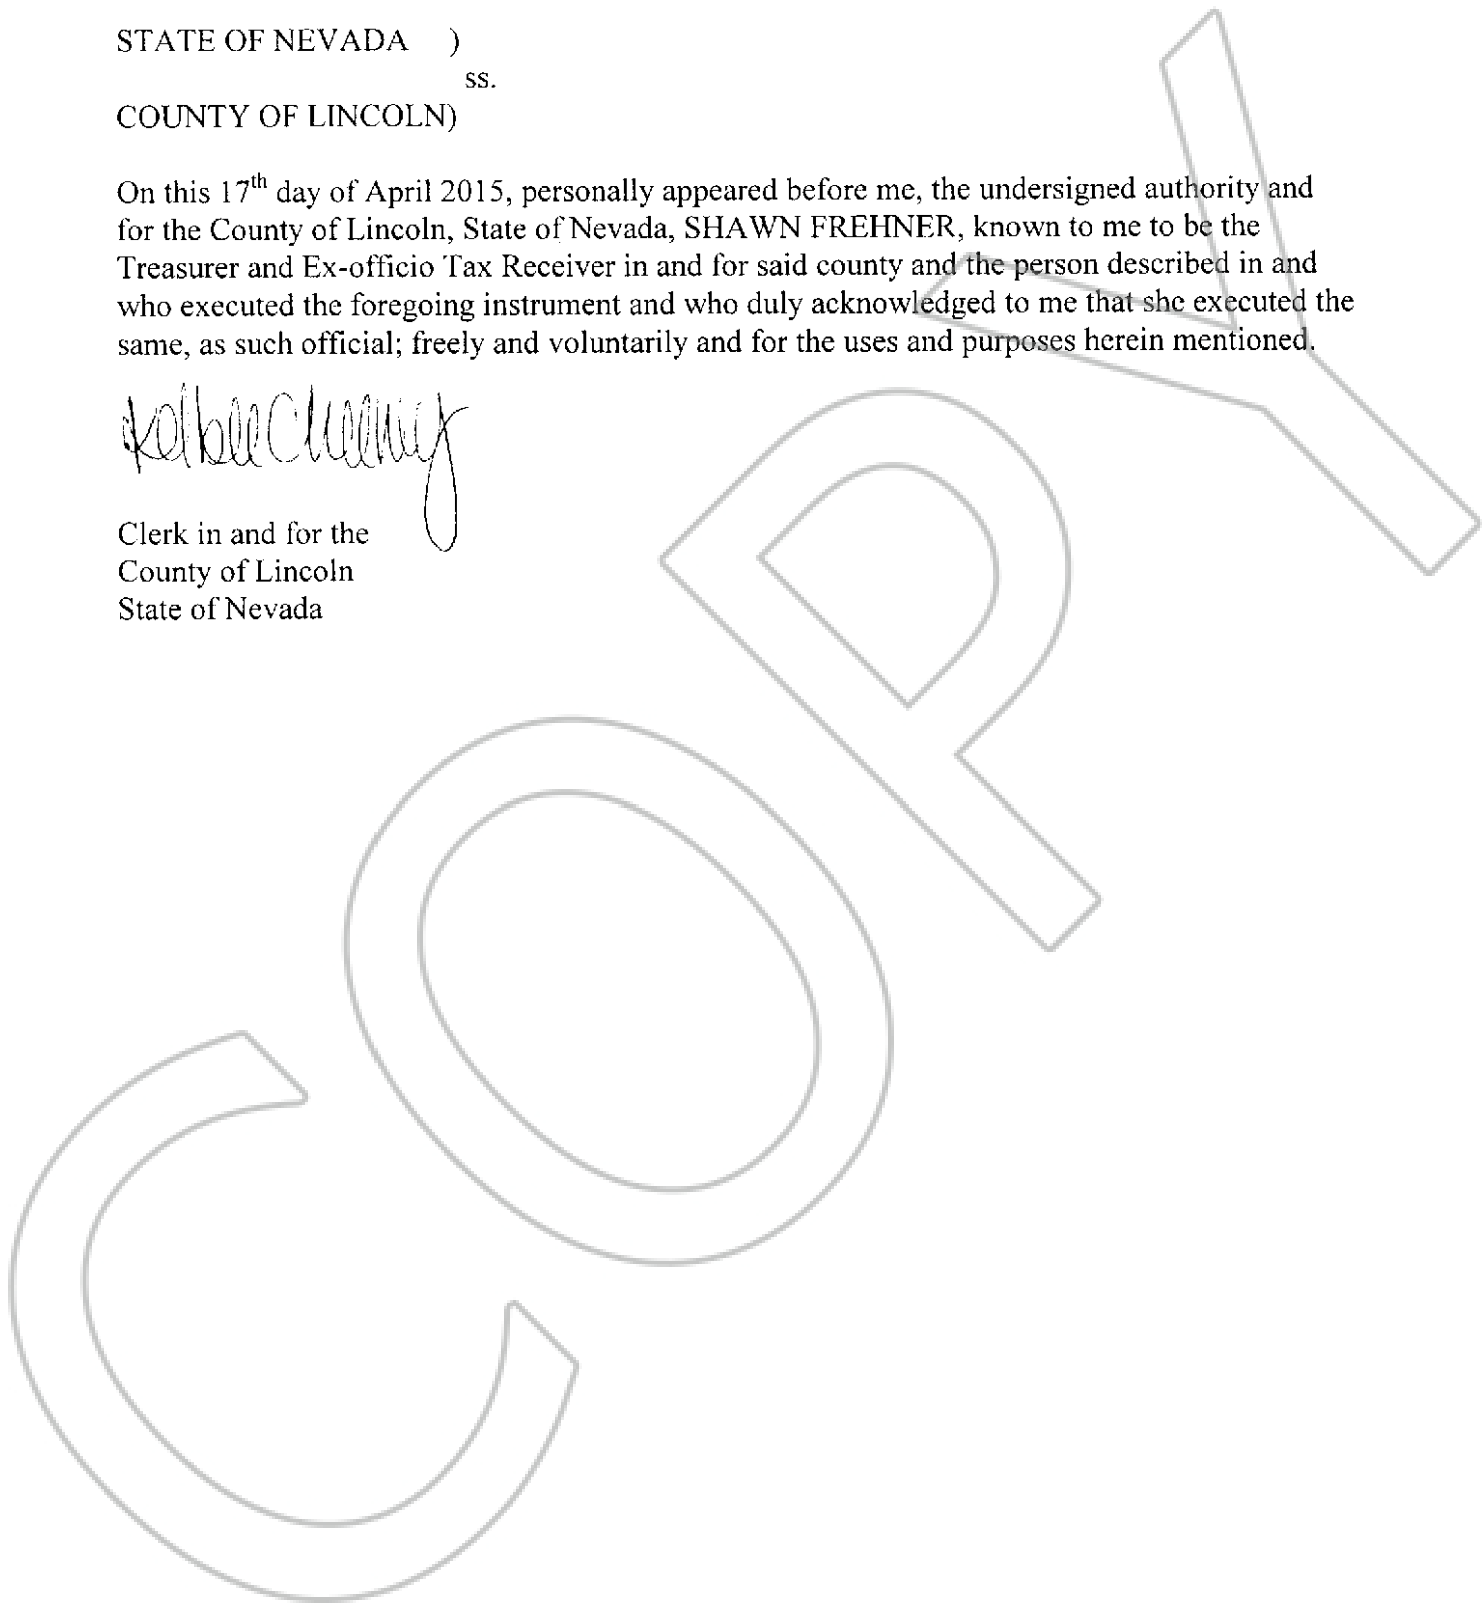 STATE OF NEVADA )
ss.
COUNTY OF LINCOLN)
On this 17th day of April 2015, personally appeared before me, the undersigned authority and
for the County of Lincoln, State of Nevada, SHAWN FREHNER, known to me to be the
Treasurer and Ex-officio Tax Receiver in and for said county and the person described in and
who executed the foregoing instrument and who duly acknowledged to me that she executed the
same, as such official; freely and voluntarily and for the uses and purposes herein mentioned.
Clerk in and for the
County of Lincoln
State of Nevada
COPY